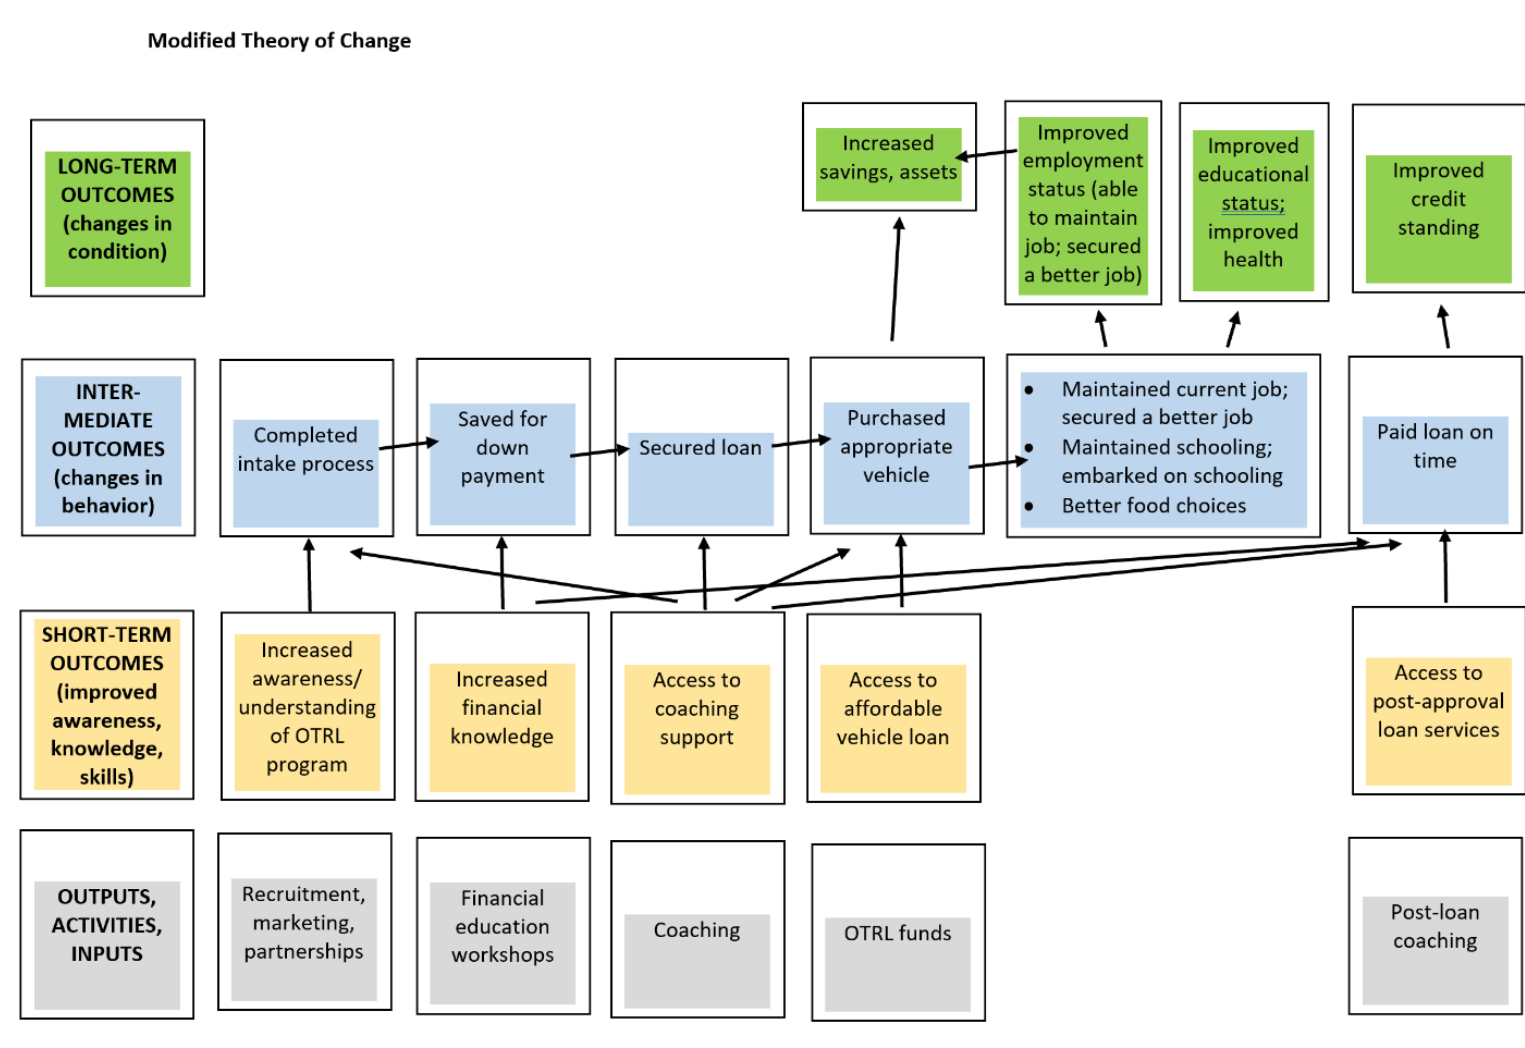 Modified Theory of Change
LONG-TERM
OUTCOMES
(changes in
condition)
Increased
savings, assets
Improved
employment
status (able
to maintain
job; secured
a better job)
Improved
educational
status;
improved
health
Improved
credit
standing
INTER-
MEDIATE
OUTCOMES
(changes in
behavior)
Completed
intake process
Saved for
down
payment
Secured loan
Purchased
appropriate
vehicle
• Maintained current job;
secured a better job
• Maintained schooling;
embarked on schooling
• Better food choices
Paid loan on
time
SHORT-TERM
OUTCOMES
(improved
awareness,
knowledge,
skills)
Increased
awareness/
understanding
of OTRL
program
Increased
financial
knowledge
Access to
coaching
support
Access to
affordable
vehicle loan
Access to
post-approval
loan services
OUTPUTS,
ACTIVITIES,
INPUTS
Recruitment,
marketing,
partnerships
Financial
education
workshops
Coaching
OTRL funds
Post-loan
coaching